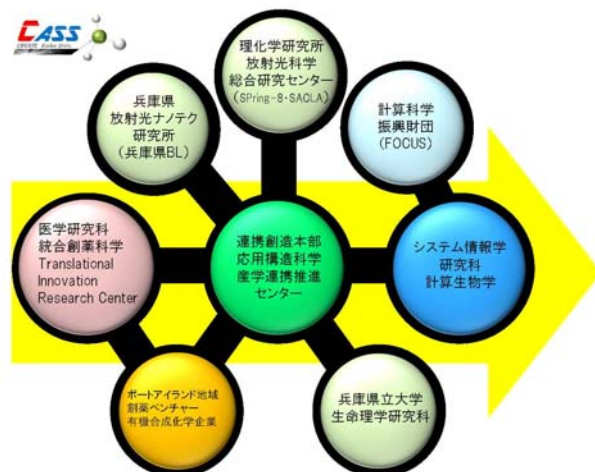 CASS
理化学研究所
放射光科学
総合研究センター
(SPring-8・SACLA)
兵庫県
放射光ナノテク
研究所
(兵庫県BL)
計算科学
振興財団
(FOCUS)
医学研究科
統合創薬科学
Translational
Innovation
Research Center
連携創造本部
応用構造科学
産学連携推進
センター
システム情報学
研究科
計算生物学
ポートアイランド地域
創薬ベンチャー
有機合成化学企業
兵庫県立大学
生命理学研究科